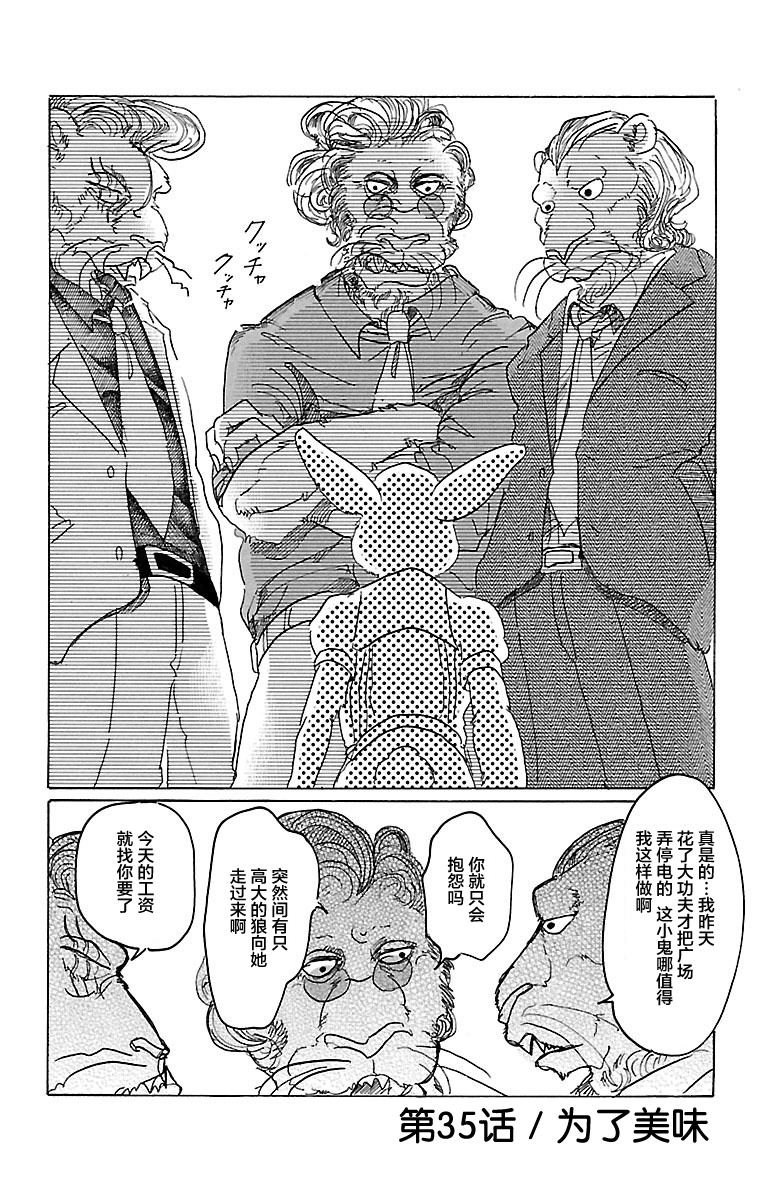 クッチャ
クッチャ
真是的…我昨天
花了大功夫才把广场
弄停电的 这小鬼哪值得
我这样做啊
你就只会
抱怨吗
突然间有只
高大的狼向她
走过来啊
今天的工资
就找你要了
第35话 / 为了美味